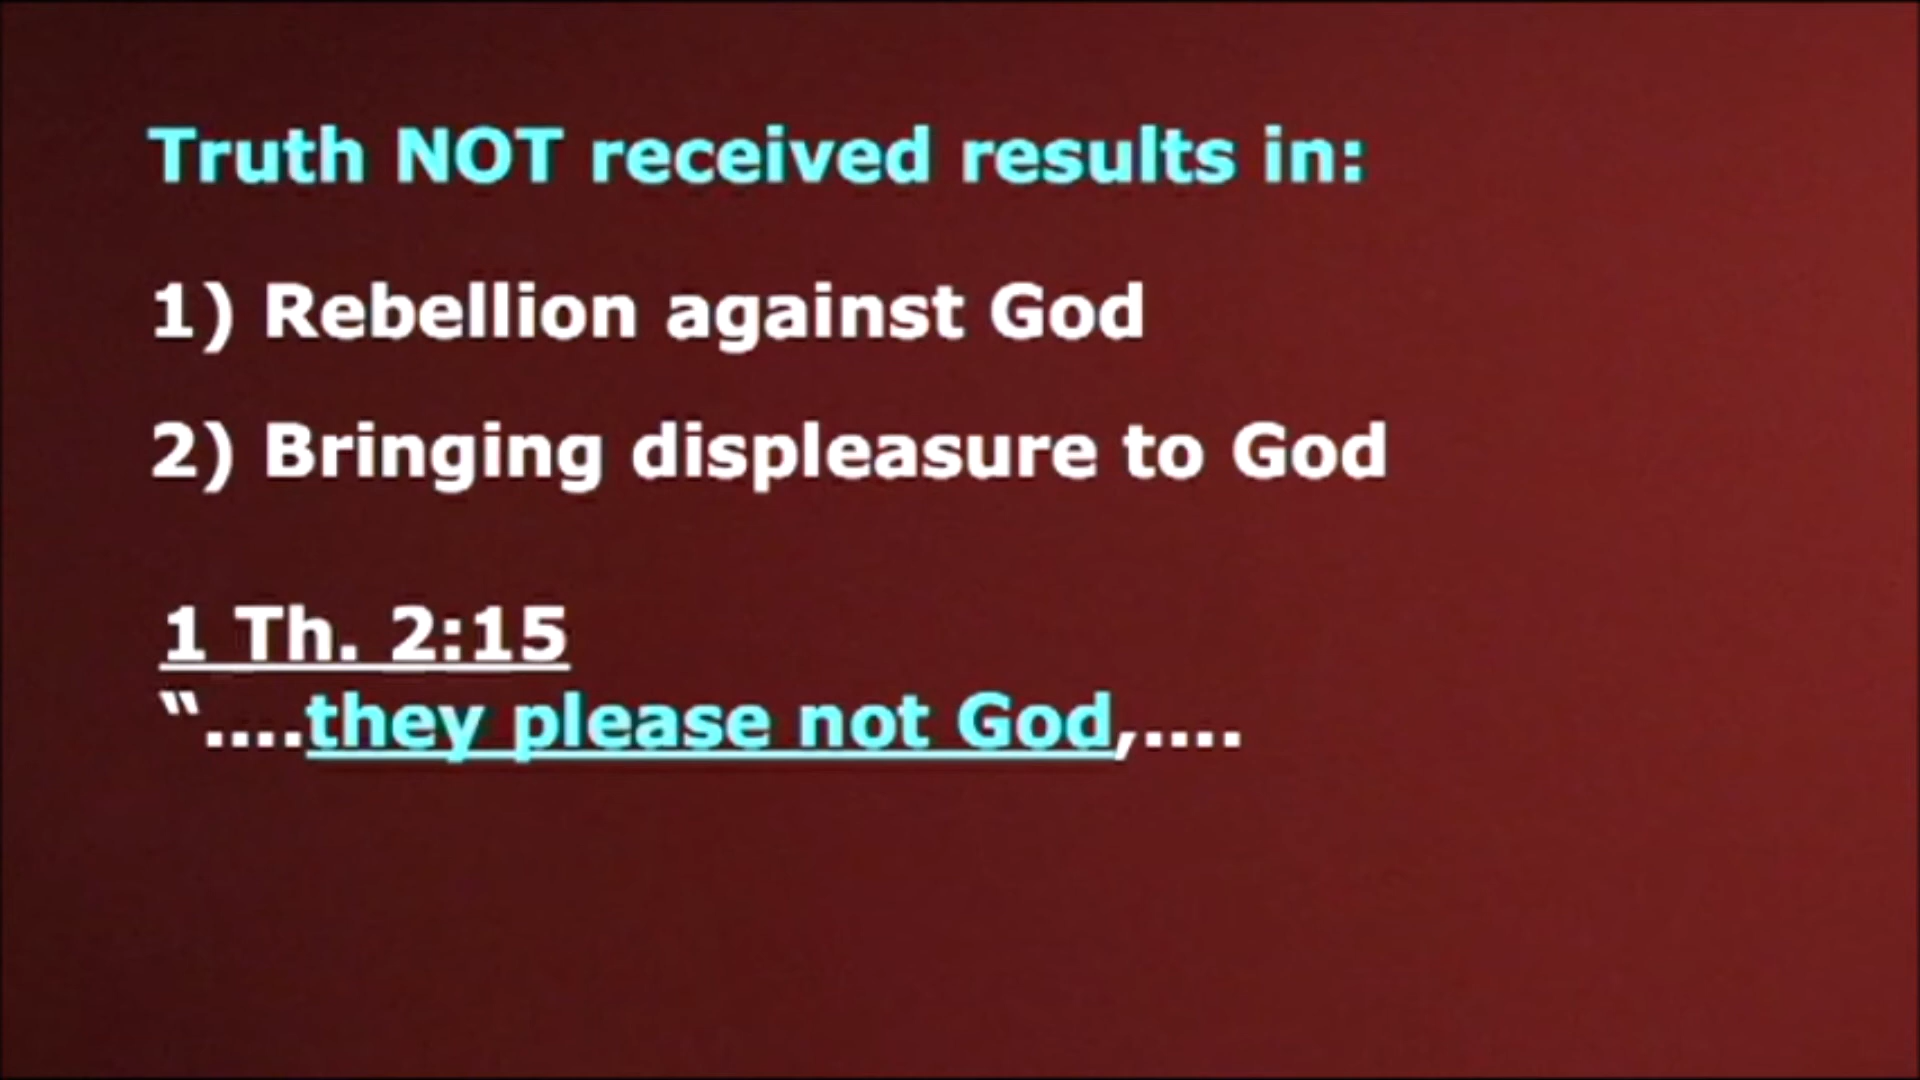 Truth NOT received results in:
1) Rebellion against God
2) Bringing displeasure to God
1 Th. 2:15
“....they please not God,....